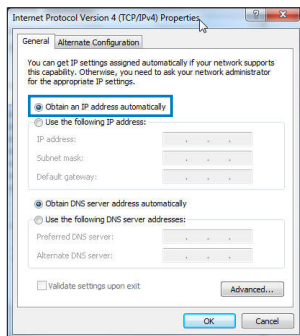 Internet Protocol Version 4 (TCP/IPv4) Properties
General
Alternate Configuration
You can get IP settings assigned automatically if your network supports
this capability. Otherwise, you need to ask your network administrator
for the appropriate IP settings.
Obtain an IP address automatically
Use the following IP address:
IP address:
Subnet mask:
Default gateway:
Obtain DNS server address automatically
Use the following DNS server addresses:
Preferred DNS server:
Alternate DNS server:
Validate settings upon exit
Advanced...
OK
Cancel